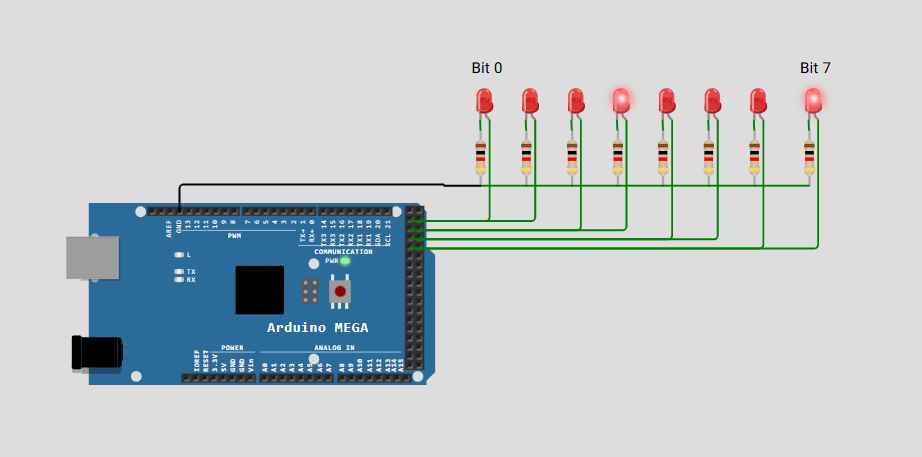 Bit 0 Bit 7
AREF GND 13 12 11 10 9 8 7 6 5 4 3 2 TX→ 1 RX← 0 TX3 14 RX3 15 TX2 16 RX2 17 TX1 18 RX1 19 SDA 20 SCL 21
PWM
COMMUNICATION
L
PWR
TX
RX
Arduino MEGA
POWER ANALOG IN
IOREF RESET 3.3V 5V GND GND Vin A0 A1 A2 A3 A4 A5 A6 A7 A8 A9 A10 A11 A12 A13 A14 A15